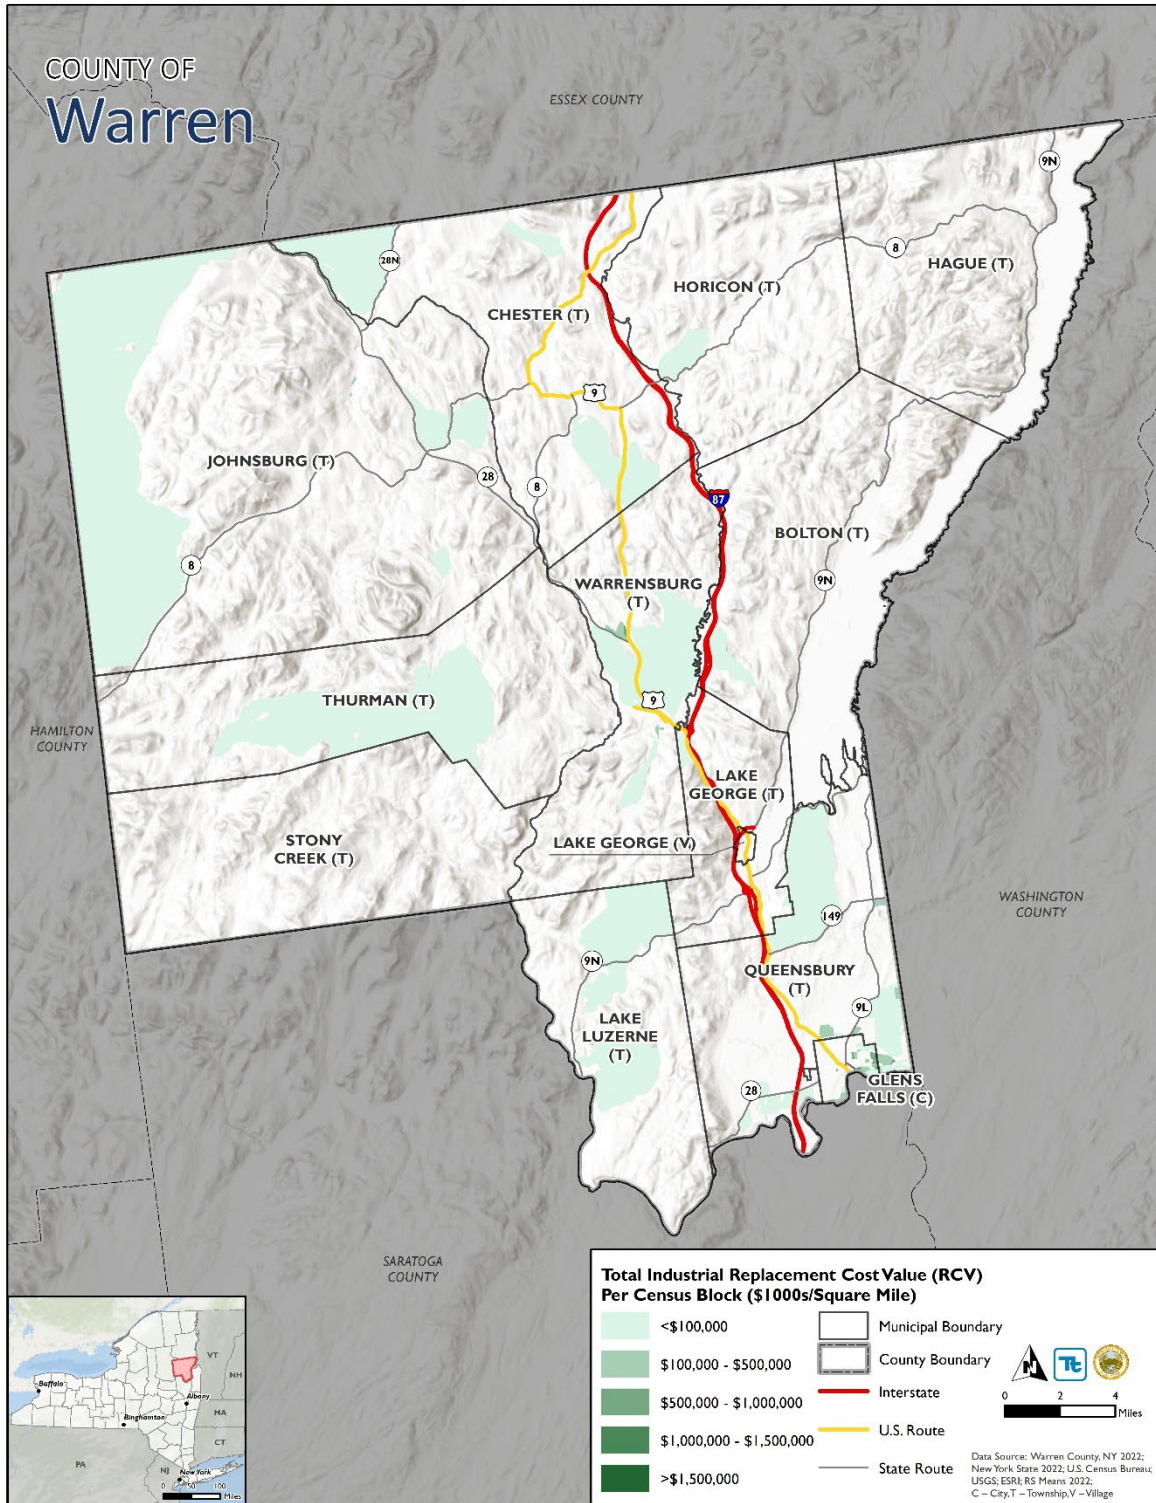 COUNTY OF
Warren
ESSEX COUNTY
9N
8
HAGUE (T)
28N
HORICON (T)
CHESTER (T)
9
JOHNSBURG (T)
28
8
87
BOLTON (T)
8
9N
WARRENSBURG
(T)
THURMAN (T)
9
HAMILTON
COUNTY
LAKE
GEORGE (T)
STONY
CREEK (T)
LAKE GEORGE (V)
WASHINGTON
COUNTY
149
9N
QUEENSBURY
(T)
9L
LAKE
LUZERNE
(T)
GLENS
FALLS (C)
28
SARATOGA
COUNTY
Total Industrial Replacement Cost Value (RCV)
Per Census Block ($1000s/Square Mile)
<$100,000
$100,000 - $500,000
$500,000 - $1,000,000
$1,000,000 - $1,500,000
>$1,500,000
Municipal Boundary
County Boundary
Interstate
U.S. Route
State Route
N
Tt
0 2 4
Miles
Data Source: Warren County, NY 2022;
New York State 2022; U.S. Census Bureau;
USGS; ESRI; RS Means 2022;
C – City, T – Township, V – Village
VT
NH
Buffalo
Albany
MA
Binghamton
CT
PA
NJ
New York
0 50 100
Miles